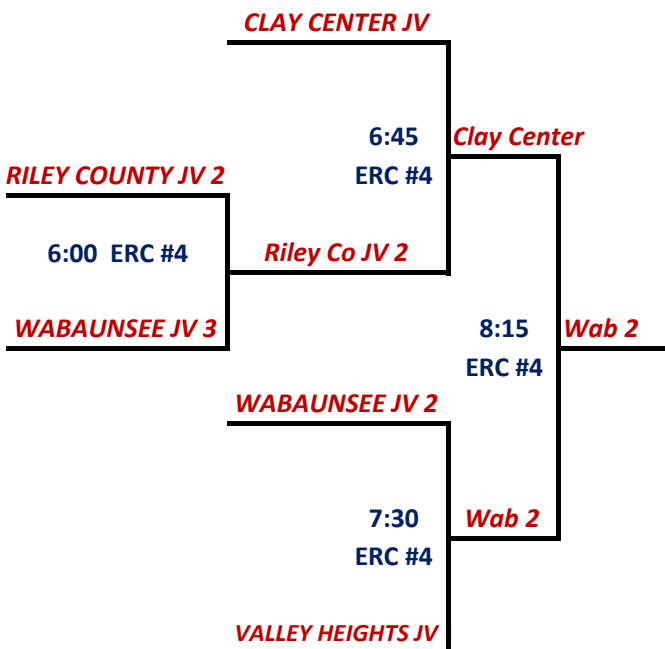 CLAY CENTER JV
6:45
ERC #4
Clay Center
RILEY COUNTY JV 2
6:00 ERC #4
Riley Co JV 2
WABAUNSEE JV 3
8:15
ERC #4
Wab 2
WABAUNSEE JV 2
7:30
ERC #4
Wab 2
VALLEY HEIGHTS JV